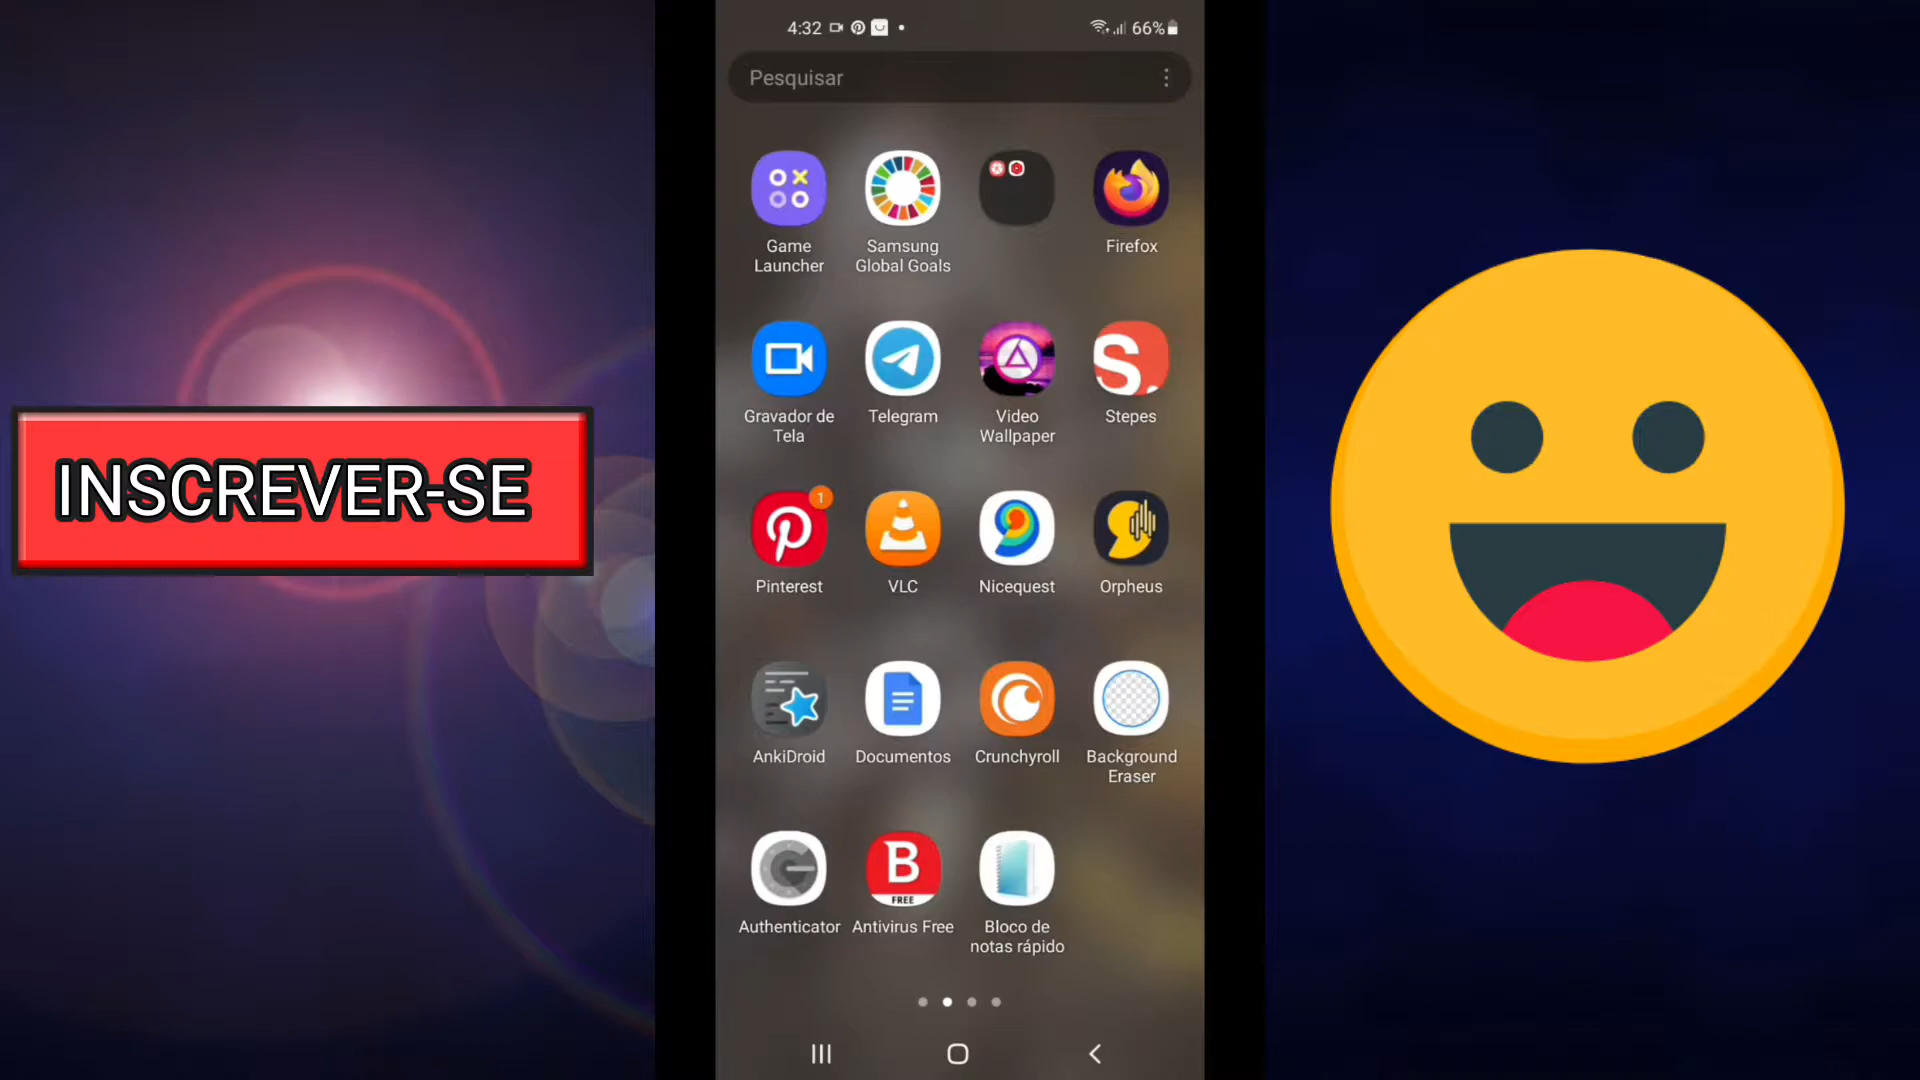 4:32
66%
Pesquisar
Game
Launcher
Samsung
Global Goals
Firefox
Gravador de
Tela
Telegram
Video
Wallpaper
S.
Stepes
INSCREVER-SE
1
Pinterest
VLC
Nicequest
Orpheus
AnkiDroid
Documentos
Crunchyroll
Background
Eraser
B
FREE
Authenticator
Antivirus Free
Bloco de
notas rápido